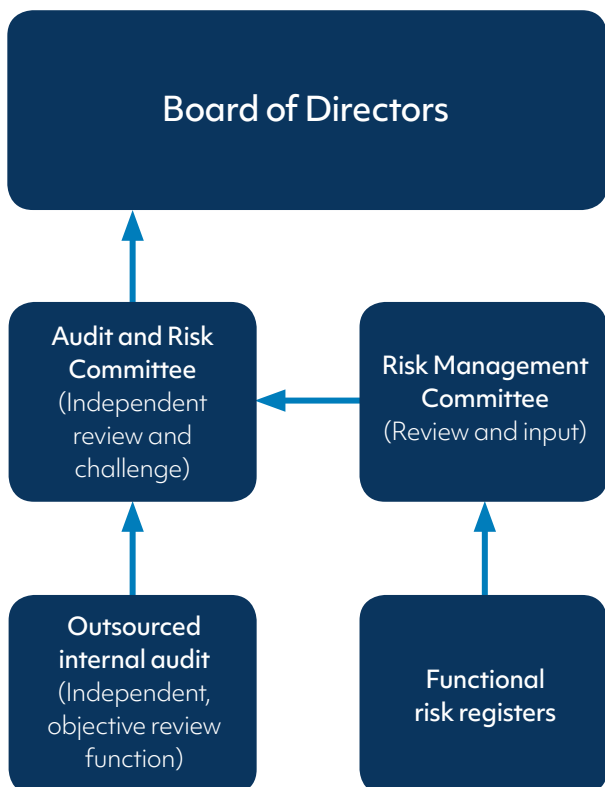 Board of Directors
Audit and Risk
Committee
(Independent
review and
challenge)
Risk Management
Committee
(Review and input)
Outsourced
internal audit
(Independent,
objective review
function)
Functional
risk registers